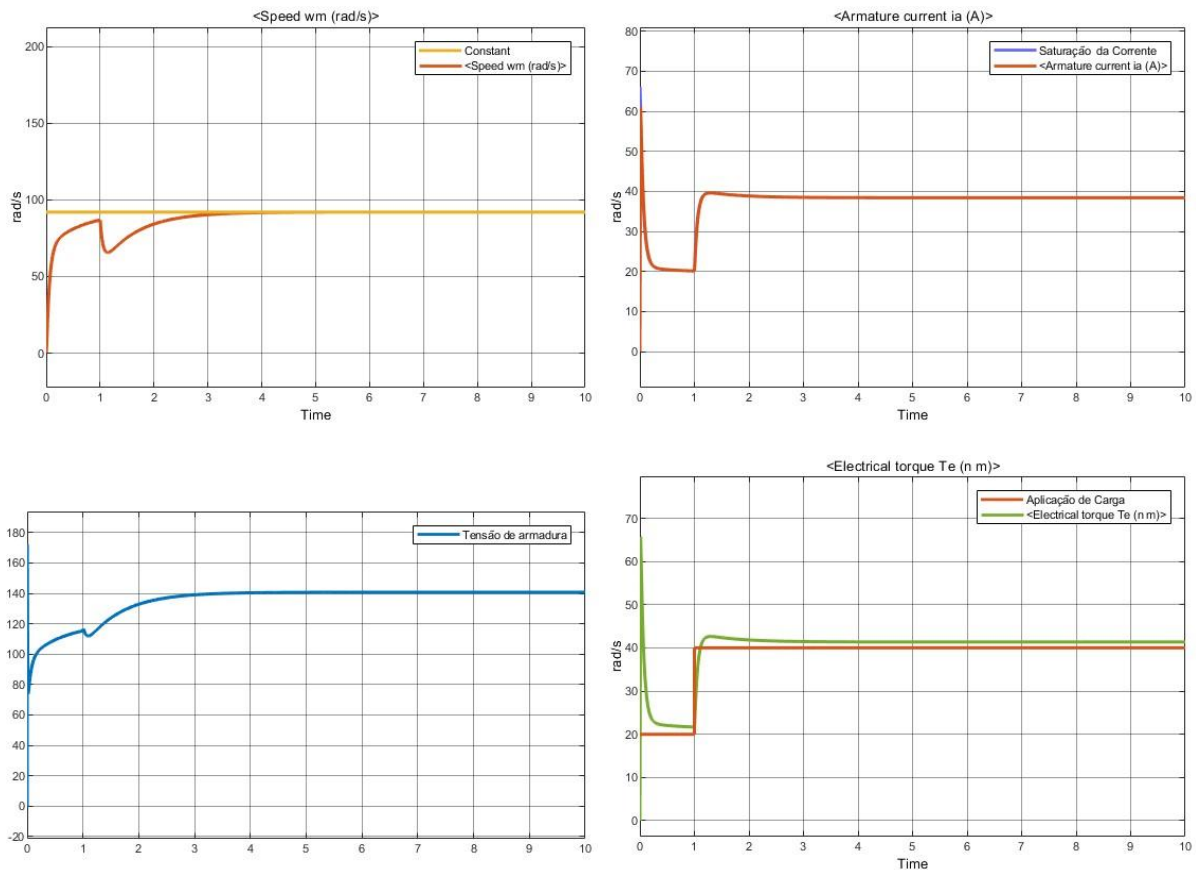 <Speed wm (rad/s)>
Constant
<Speed wm (rad/s)>
rad/s
200
150
100
50
0
0 1 2 3 4 5 6 7 8 9 10
Time
<Armature current ia (A)>
Saturação da Corrente
<Armature current ia (A)>
rad/s
80
70
60
50
40
30
20
10
0
0 1 2 3 4 5 6 7 8 9 10
Time
Tensão de armadura
180
160
140
120
100
80
60
40
20
0
-20
0 1 2 3 4 5 6 7 8 9 10
<Electrical torque Te (n m)>
Aplicação de Carga
<Electrical torque Te (n m)>
rad/s
70
60
50
40
30
20
10
0
0 1 2 3 4 5 6 7 8 9 10
Time